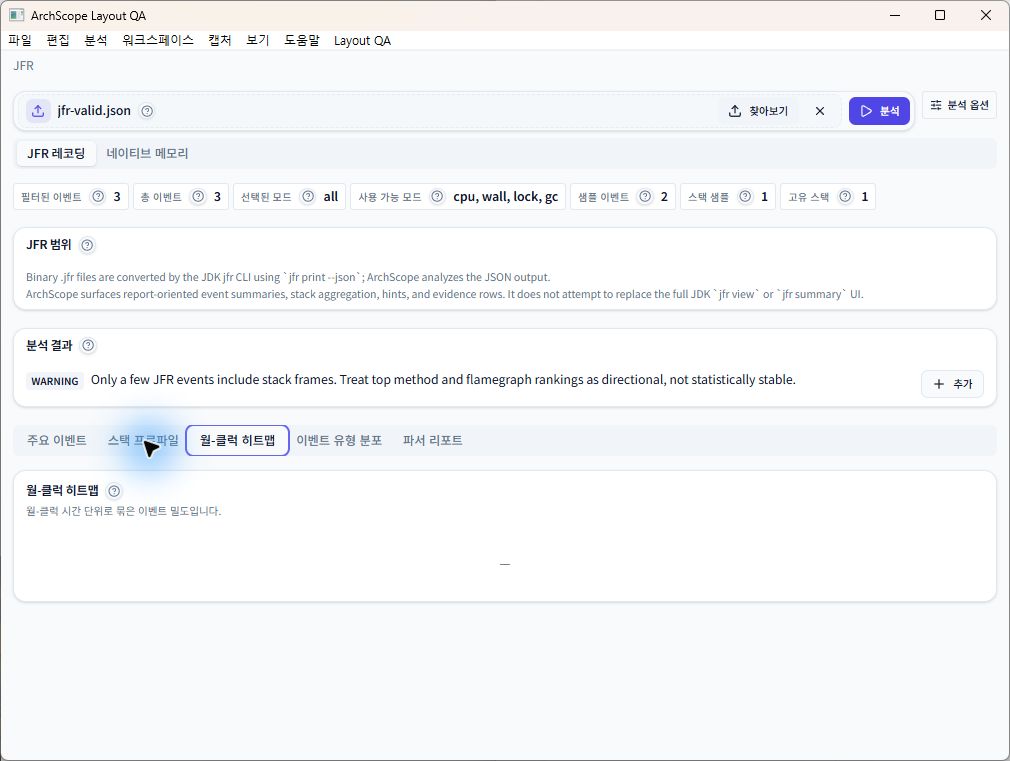 ArchScope Layout QA
파일 편집 분석 워크스페이스 캡처 보기 도움말 Layout QA
JFR
jfr-valid.json 찾아보기 분석 분석 옵션
JFR 레코딩 네이티브 메모리
필터된 이벤트 3 총 이벤트 3 선택된 모드 all 사용 가능 모드 cpu, wall, lock, gc 샘플 이벤트 2 스택 샘플 1 고유 스택 1
JFR 범위
Binary .jfr files are converted by the JDK jfr CLI using `jfr print --json`; ArchScope analyzes the JSON output.
ArchScope surfaces report-oriented event summaries, stack aggregation, hints, and evidence rows. It does not attempt to replace the full JDK `jfr view` or `jfr summary` UI.
분석 결과
WARNING Only a few JFR events include stack frames. Treat top method and flamegraph rankings as directional, not statistically stable.
추가
주요 이벤트 스택 프로파일 월-클럭 히트맵 이벤트 유형 분포 파서 리포트
월-클럭 히트맵
월-클럭 시간 단위로 묶은 이벤트 밀도입니다.
—